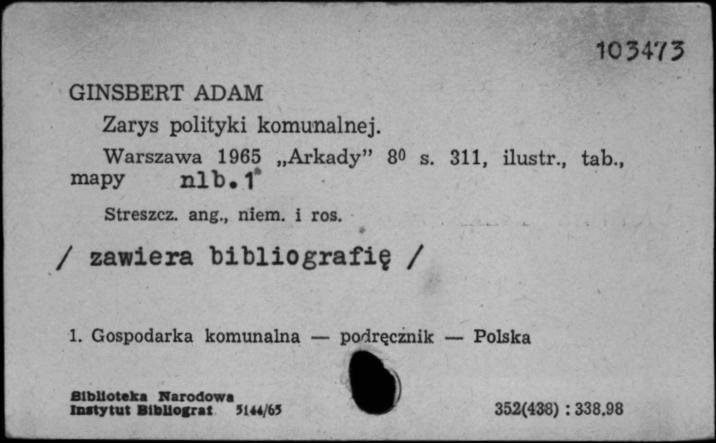 103473
GINSBERT ADAM
Zarys polityki komunalnej.
Warszawa 1965 „Arkady” 8⁰ s. 311, ilustr., tab.,
mapy nlb.1
Streszcz. ang., niem. i ros.
/ zawiera bibliografię /
1. Gospodarka komunalna — podręcznik — Polska
Biblioteka Narodowa
Instytut Bibliograf. 5144/65
352(438) : 338.98